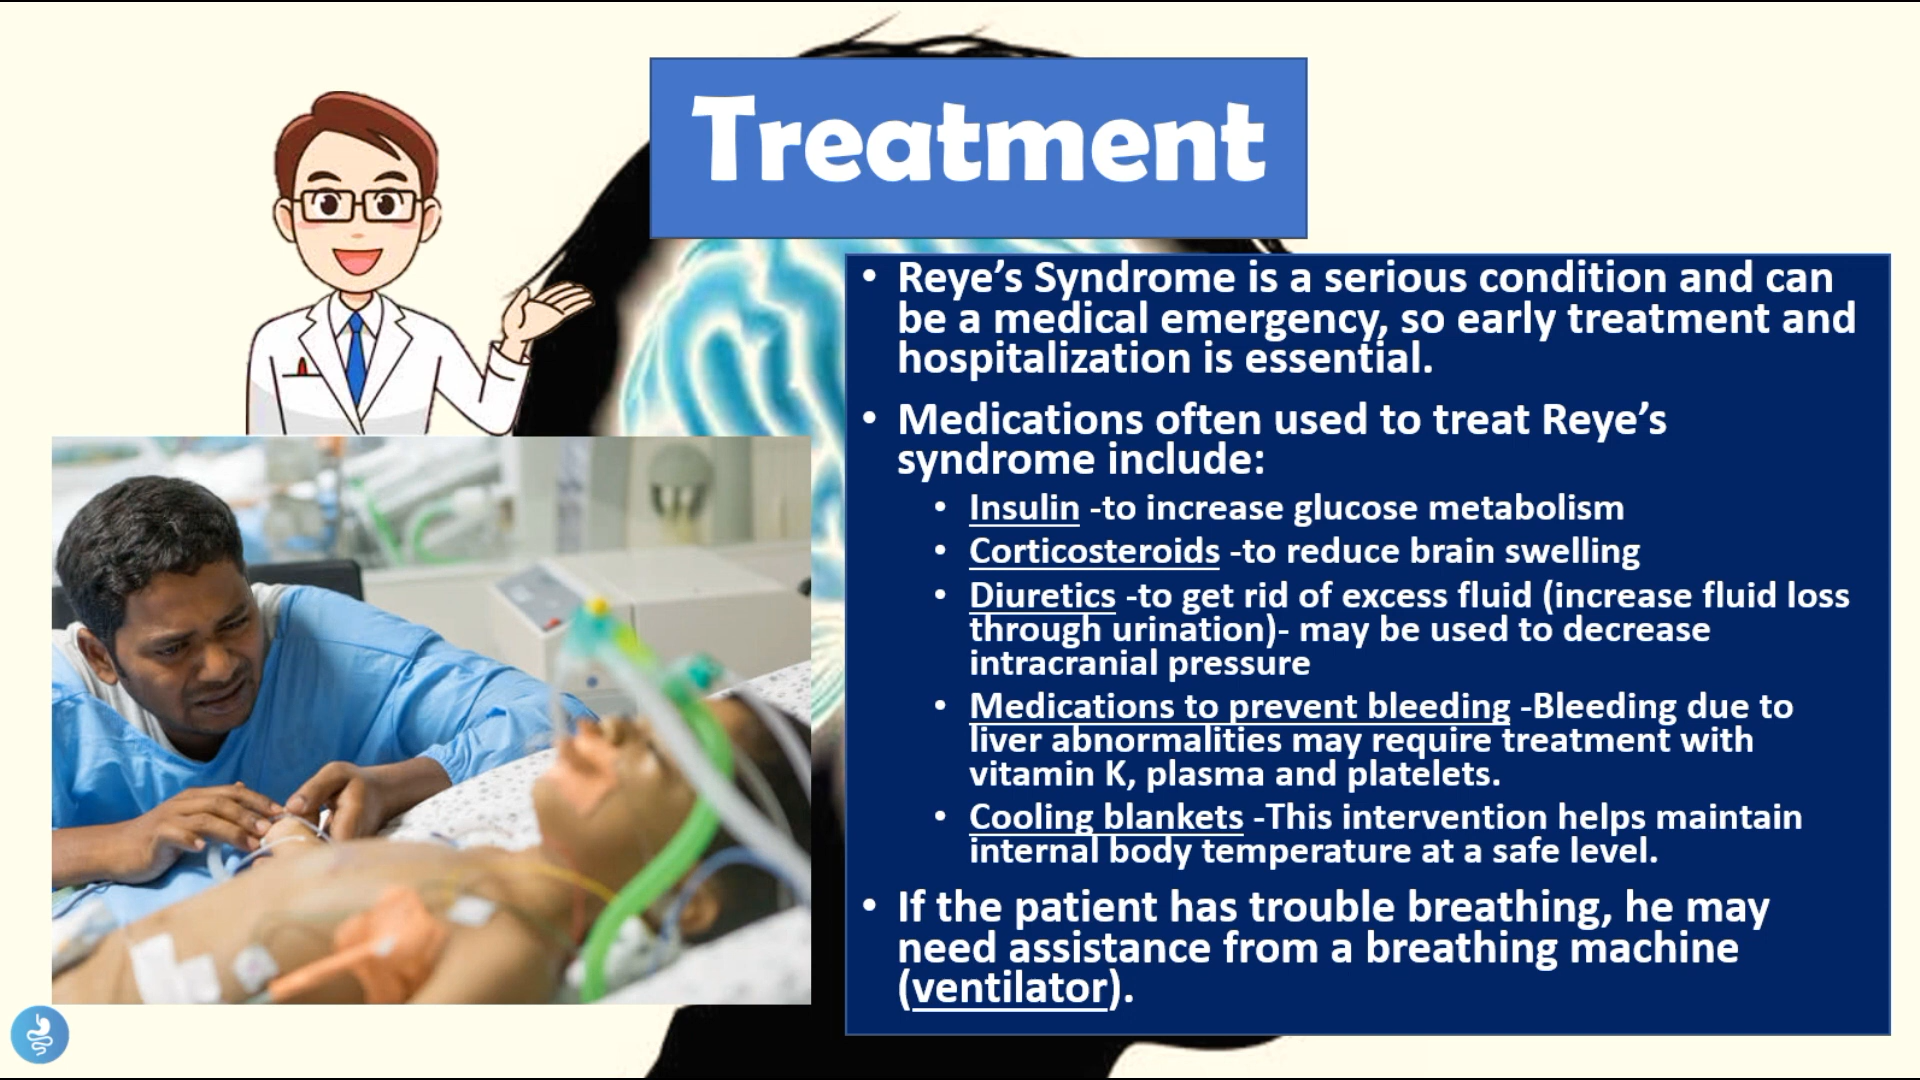 Treatment
• Reye’s Syndrome is a serious condition and can
be a medical emergency, so early treatment and
hospitalization is essential.
• Medications often used to treat Reye’s
syndrome include:
• Insulin -to increase glucose metabolism
• Corticosteroids -to reduce brain swelling
• Diuretics -to get rid of excess fluid (increase fluid loss
through urination)- may be used to decrease
intracranial pressure
• Medications to prevent bleeding -Bleeding due to
liver abnormalities may require treatment with
vitamin K, plasma and platelets.
• Cooling blankets -This intervention helps maintain
internal body temperature at a safe level.
• If the patient has trouble breathing, he may
need assistance from a breathing machine
(ventilator).